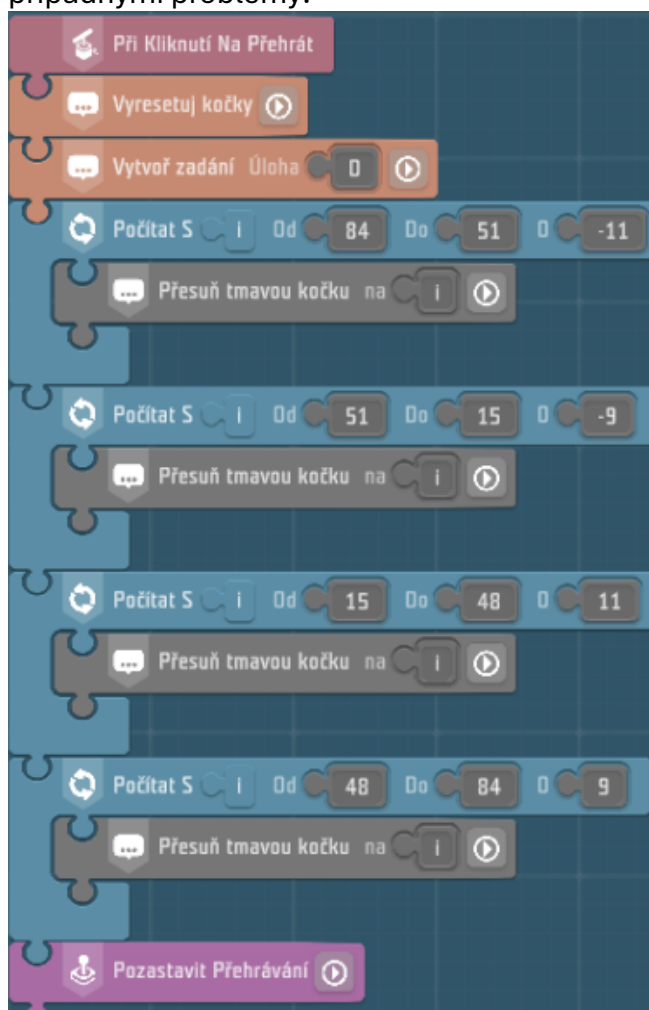 případnými problémy.
Při Kliknutí Na Přehrát
Vyresetuj kočky
Vytvoř zadání Úloha 0
Počítat S i Od 84 Do 51 O -11
Přesuň tmavou kočku na i
Počítat S i Od 51 Do 15 O -9
Přesuň tmavou kočku na i
Počítat S i Od 15 Do 48 O 11
Přesuň tmavou kočku na i
Počítat S i Od 48 Do 84 O 9
Přesuň tmavou kočku na i
Pozastavit Přehrávání